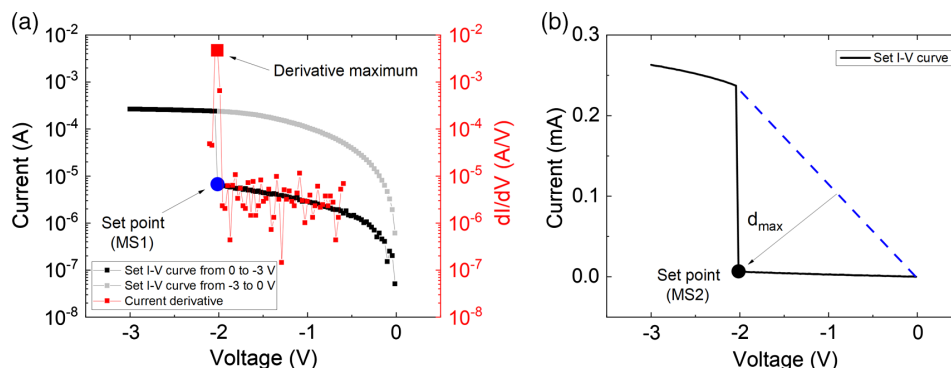 (a)
10⁻²
10⁻³
10⁻⁴
10⁻⁵
10⁻⁶
10⁻⁷
10⁻⁸
Current (A)
Derivative maximum
Set point
(MS1)
Set I-V curve from 0 to -3 V
Set I-V curve from -3 to 0 V
Current derivative
-3
-2
-1
0
Voltage (V)
10⁻²
10⁻³
10⁻⁴
10⁻⁵
10⁻⁶
10⁻⁷
10⁻⁸
dI/dV (A/V)
(b)
0.3
0.2
0.1
0.0
Current (mA)
Set I-V curve
dmax
Set point
(MS2)
-3
-2
-1
0
Voltage (V)